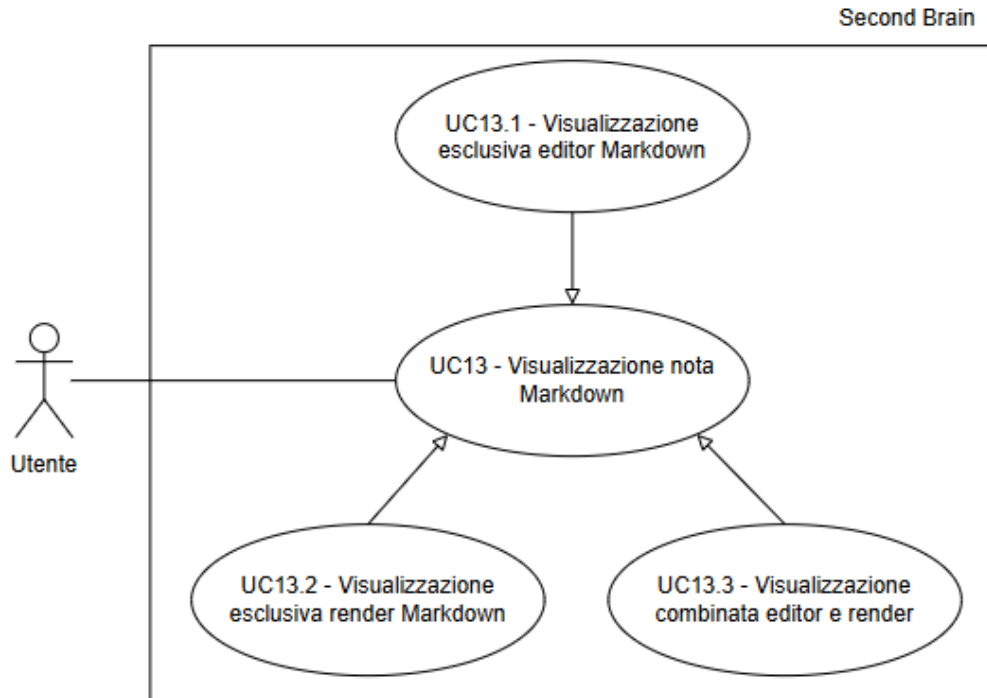 Second Brain
UC13.1 - Visualizzazione
esclusiva editor Markdown
UC13 - Visualizzazione nota
Markdown
Utente
UC13.2 - Visualizzazione
esclusiva render Markdown
UC13.3 - Visualizzazione
combinata editor e render